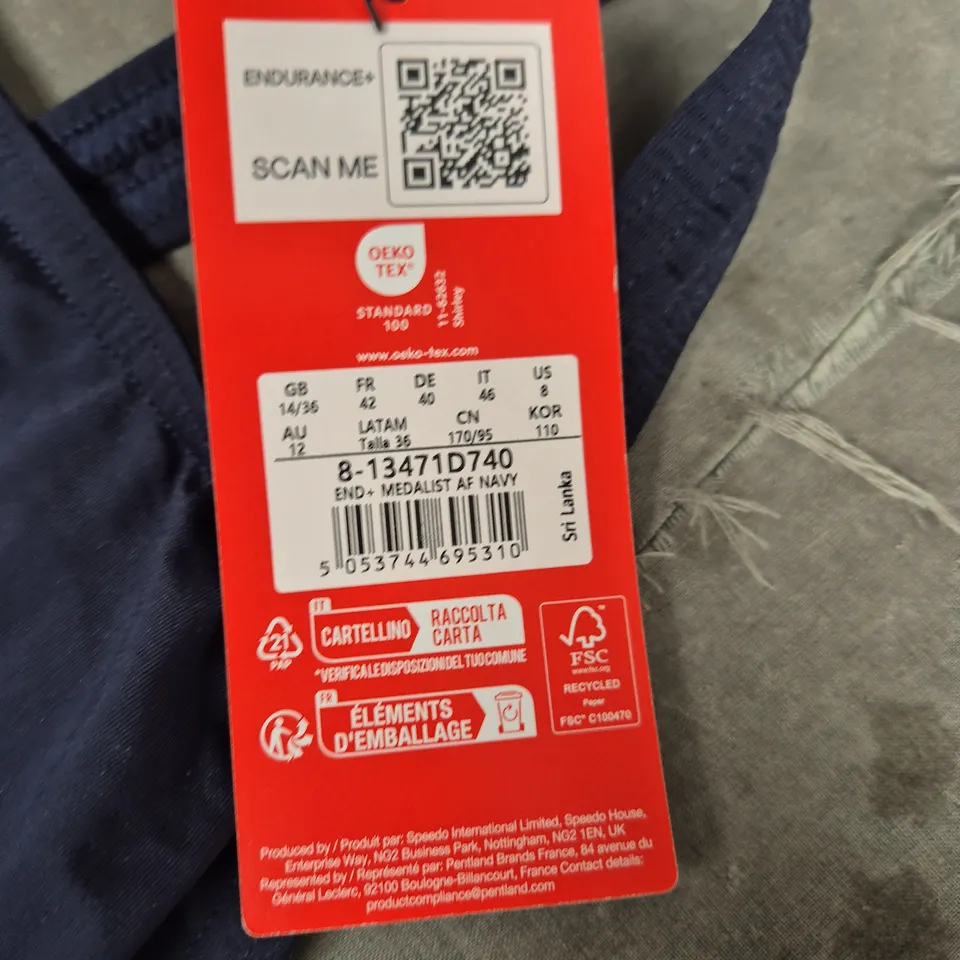 ENDURANCE+
SCAN ME
OEKO
TEX®
STANDARD
100
11-62632
Shirley
www.oeko-tex.com
GB FR DE IT US
14/36 42 40 46 8
AU LATAM CN KOR
12 Talla 36 170/95 110
8-13471D740
END+ MEDALIST AF NAVY
Sri Lanka
5 053744 695310
21
PAP
IT
CARTELLINO
RACCOLTA
CARTA
*VERIFICA LE DISPOSIZIONI DEL TUO COMUNE
FR
ÉLÉMENTS
D'EMBALLAGE
FSC
www.fsc.org
RECYCLED
Paper
FSC® C100470
Produced by / Produit par: Speedo International Limited, Speedo House,
Enterprise Way, NG2 Business Park, Nottingham, NG2 1EN, UK
Represented by / Représenté par: Pentland Brands France, 84 avenue du
Général Leclerc, 92100 Boulogne-Billancourt, France Contact details:
productcompliance@pentland.com